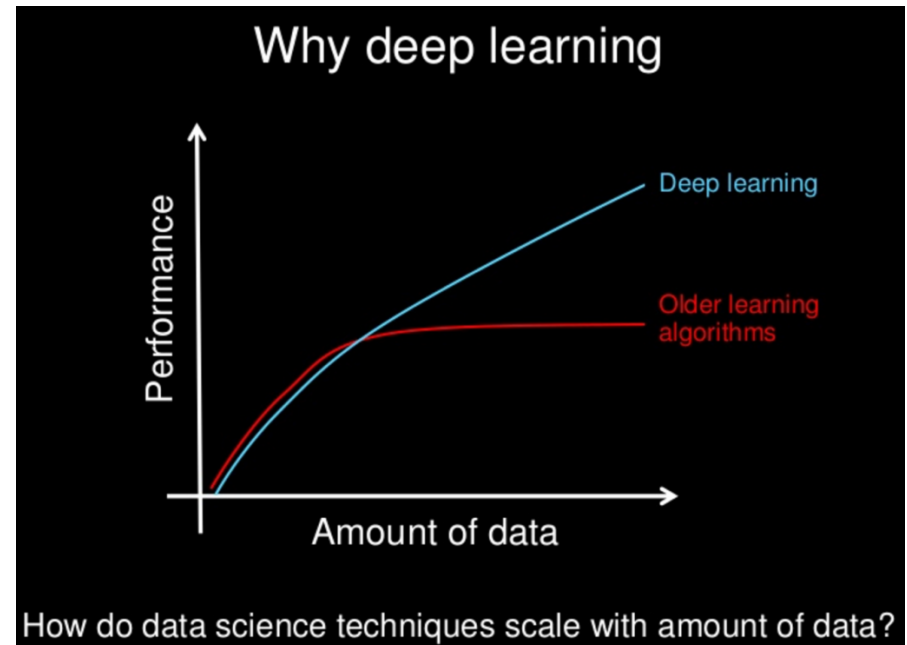 Why deep learning
Performance
Deep learning
Older learning
algorithms
Amount of data
How do data science techniques scale with amount of data?